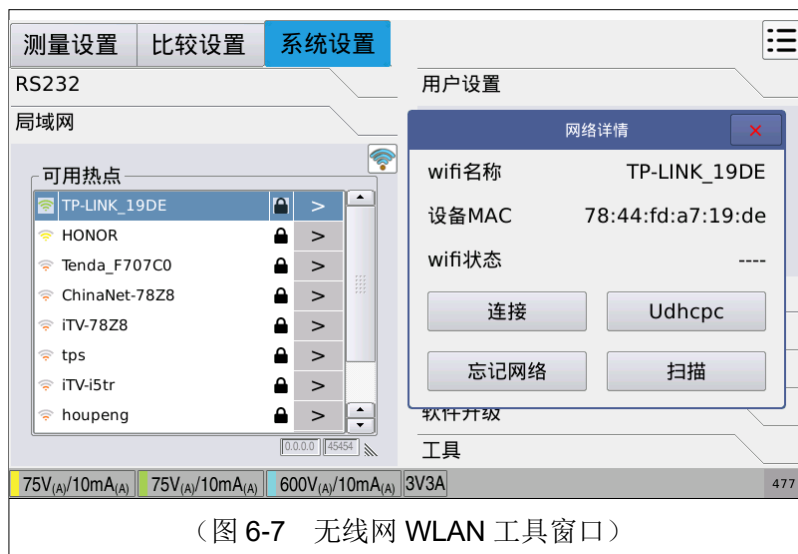 测量设置 比较设置 系统设置
RS232
局域网
可用热点
TP-LINK_19DE >
HONOR >
Tenda_F707C0 >
ChinaNet-78Z8 >
iTV-78Z8 >
tps >
iTV-i5tr >
houpeng >
0.0.0.0 45454
用户设置
网络详情 ×
wifi名称 TP-LINK_19DE
设备MAC 78:44:fd:a7:19:de
wifi状态 ----
连接 Udhcpc
忘记网络 扫描
软件升级
工具
75V(A)/10mA(A) 75V(A)/10mA(A) 600V(A)/10mA(A) 3V3A 477
（图 6-7 无线网 WLAN 工具窗口）